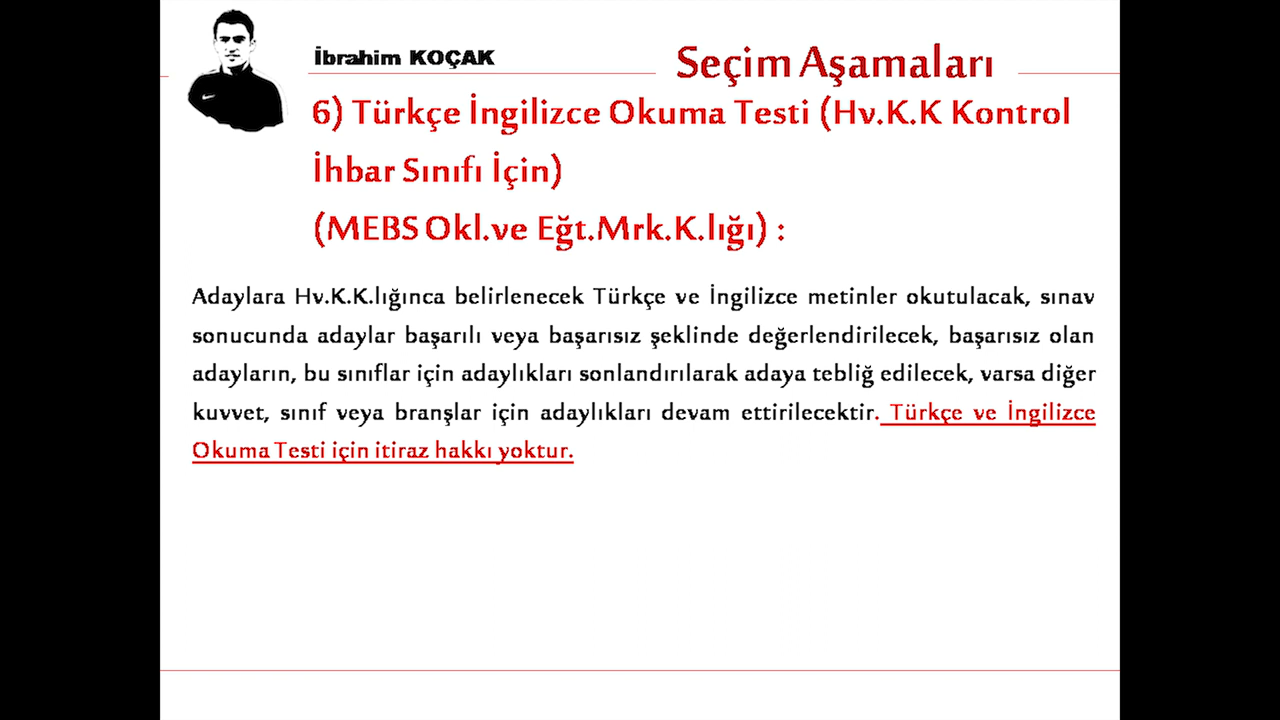 İbrahim KOÇAK
Seçim Aşamaları
6) Türkçe İngilizce Okuma Testi (Hv.K.K Kontrol
İhbar Sınıfı İçin)
(MEBS Okl.ve Eğt.Mrk.K.lığı) :
Adaylara Hv.K.K.lığınca belirlenecek Türkçe ve İngilizce metinler okutulacak, sınav
sonucunda adaylar başarılı veya başarısız şeklinde değerlendirilecek, başarısız olan
adayların, bu sınıflar için adaylıkları sonlandırılarak adaya tebliğ edilecek, varsa diğer
kuvvet, sınıf veya branşlar için adaylıkları devam ettirilecektir. Türkçe ve İngilizce
Okuma Testi için itiraz hakkı yoktur.